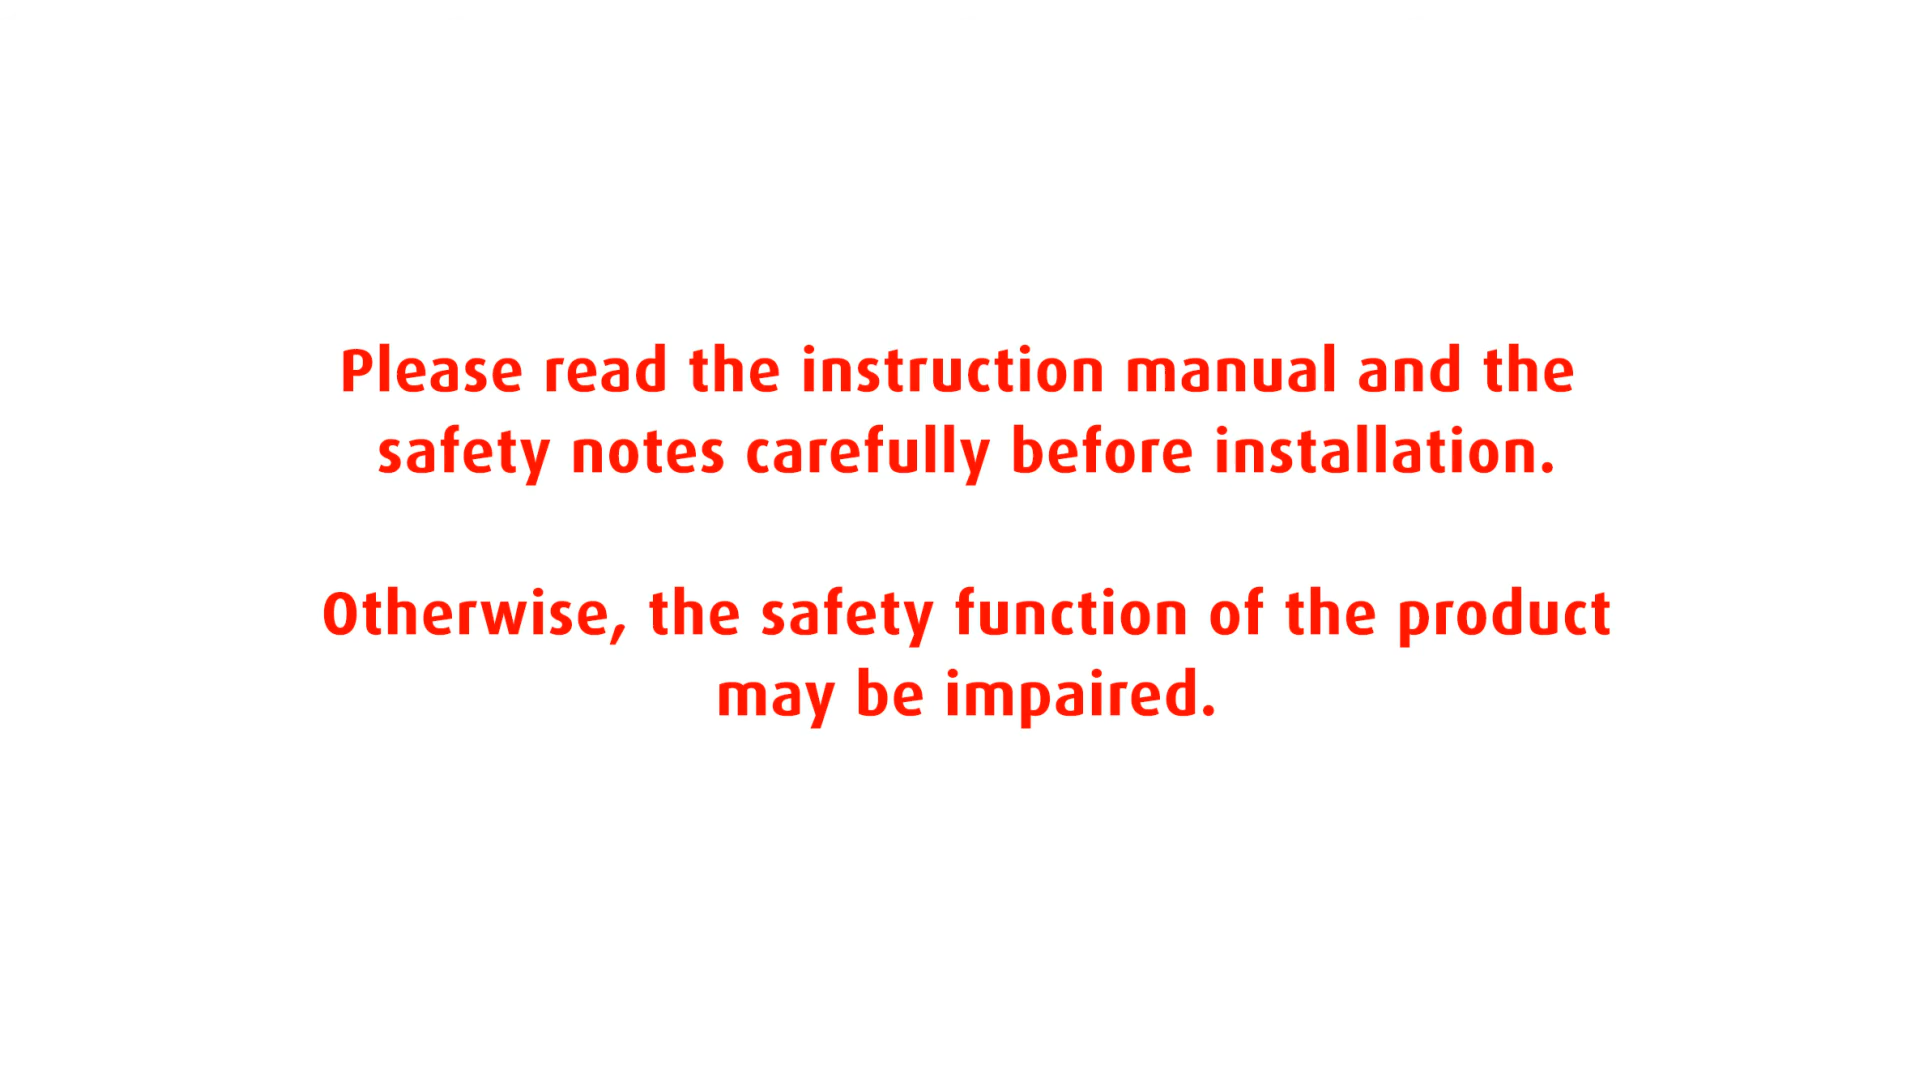 Please read the instruction manual and the
safety notes carefully before installation.
Otherwise, the safety function of the product
may be impaired.